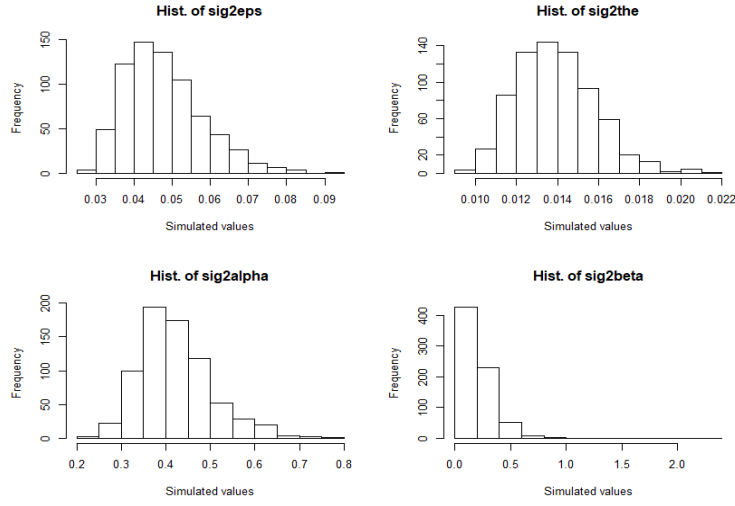 Hist. of sig2eps
Frequency
0 50 100 150
0.03 0.04 0.05 0.06 0.07 0.08 0.09
Simulated values
Hist. of sig2the
Frequency
0 20 60 100 140
0.010 0.012 0.014 0.016 0.018 0.020 0.022
Simulated values
Hist. of sig2alpha
Frequency
0 50 100 150 200
0.2 0.3 0.4 0.5 0.6 0.7 0.8
Simulated values
Hist. of sig2beta
Frequency
0 100 200 300 400
0.0 0.5 1.0 1.5 2.0
Simulated values